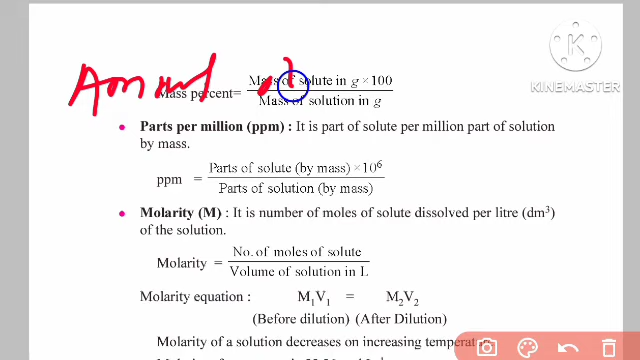 KINEMASTER
Mass percent= Mass of solute in g × 100 / Mass of solution in g
• Parts per million (ppm) : It is part of solute per million part of solution
by mass.
ppm = Parts of solute (by mass) × 10⁶ / Parts of solution (by mass)
• Molarity (M) : It is number of moles of solute dissolved per litre (dm³)
of the solution.
Molarity = No. of moles of solute / Volume of solution in L
Molarity equation : M₁V₁ = M₂V₂
(Before dilution) (After Dilution)
Molarity of a solution decreases on increasing